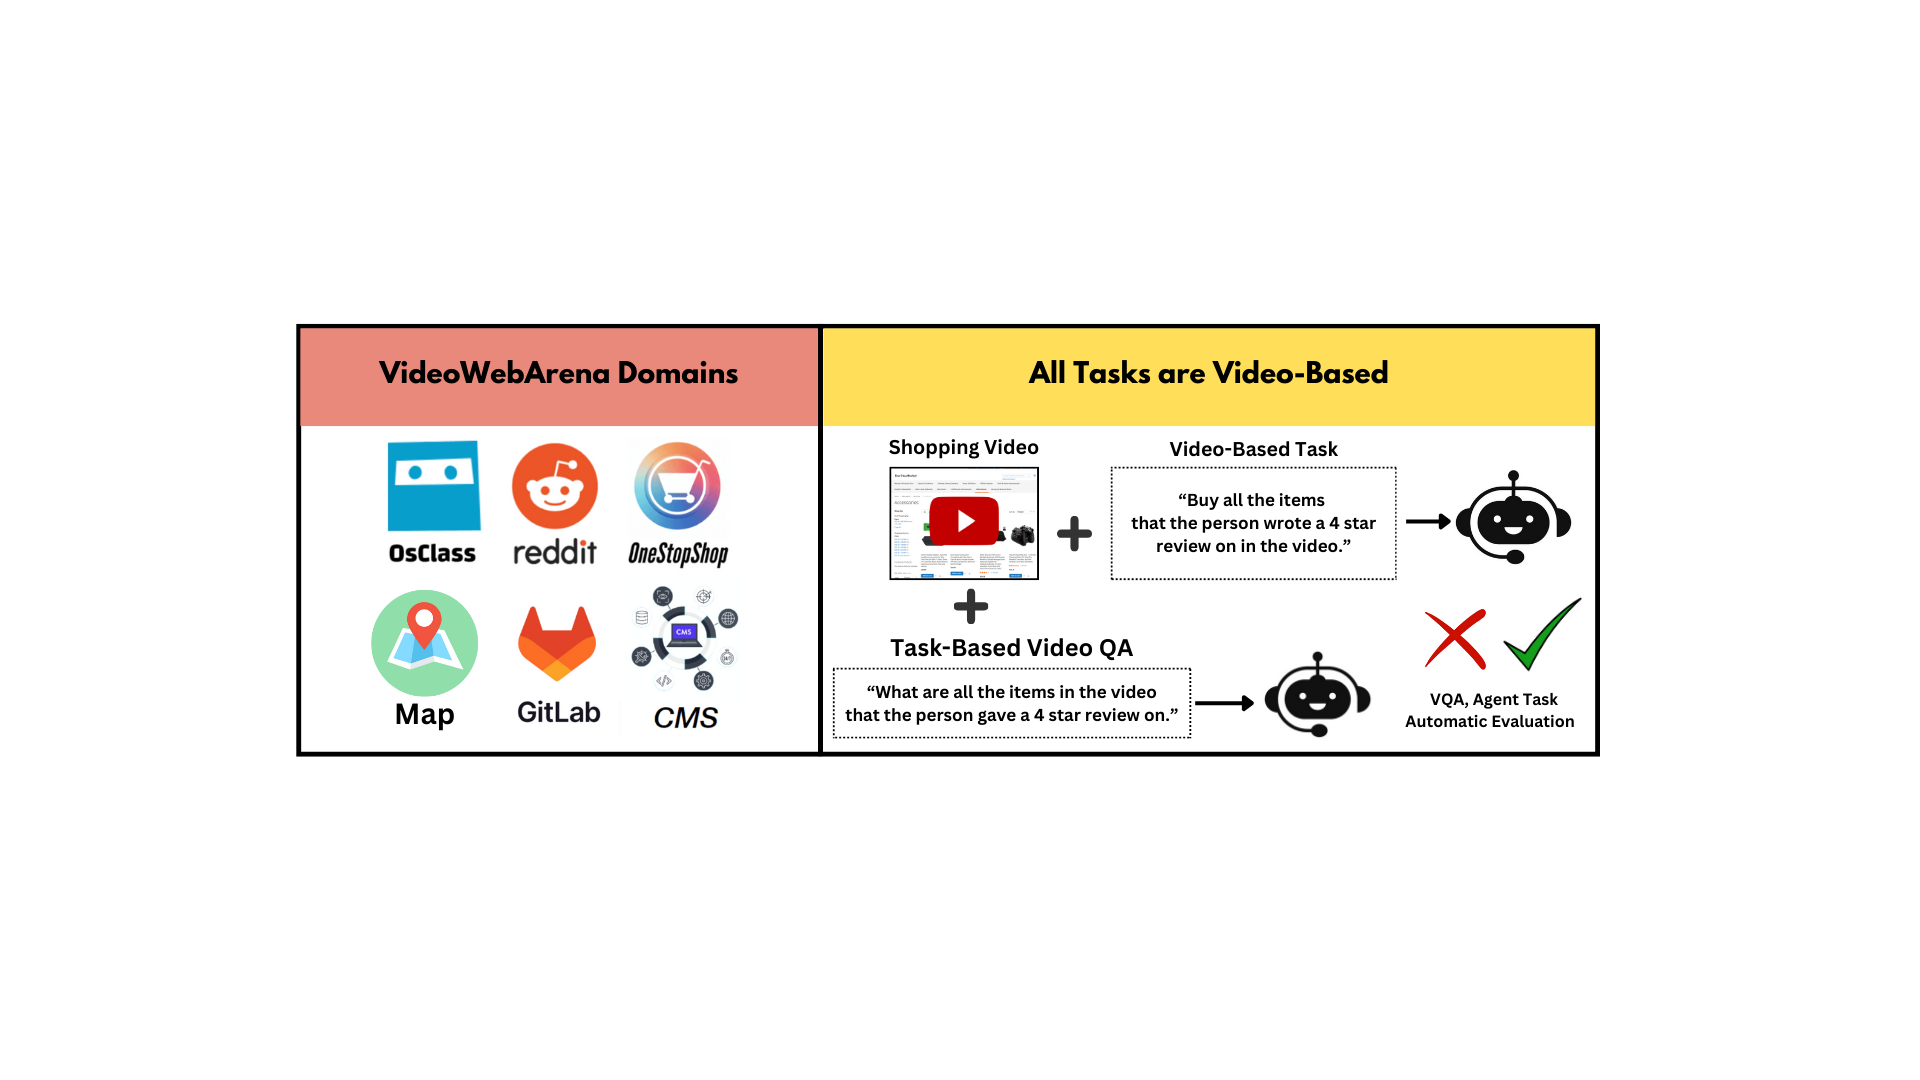 VideoWebArena Domains
OsClass
reddit
OneStopShop
Map
GitLab
CMS
CMS
All Tasks are Video-Based
Shopping Video
Video-Based Task
“Buy all the items
that the person wrote a 4 star
review on in the video.”
Task-Based Video QA
“What are all the items in the video
that the person gave a 4 star review on.”
VQA, Agent Task
Automatic Evaluation